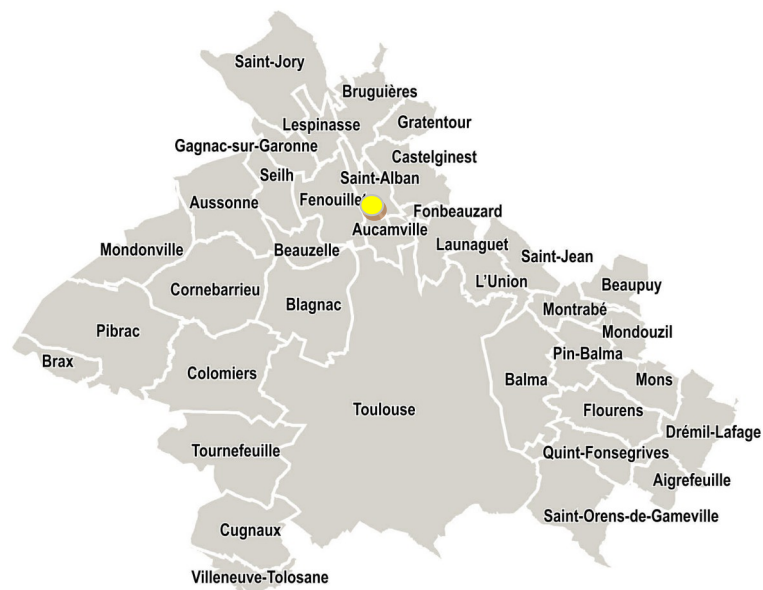 Saint-Jory
Bruguières
Lespinasse
Gratentour
Gagnac-sur-Garonne
Castelginest
Seilh
Saint-Alban
Aussonne
Fenouillet
Fonbeauzard
Aucamville
Launaguet
Mondonville
Beauzelle
Saint-Jean
L'Union
Beaupuy
Cornebarrieu
Blagnac
Montrabé
Pibrac
Mondouzil
Pin-Balma
Brax
Colomiers
Balma
Mons
Toulouse
Flourens
Drémil-Lafage
Tournefeuille
Quint-Fonsegrives
Aigrefeuille
Saint-Orens-de-Gameville
Cugnaux
Villeneuve-Tolosane